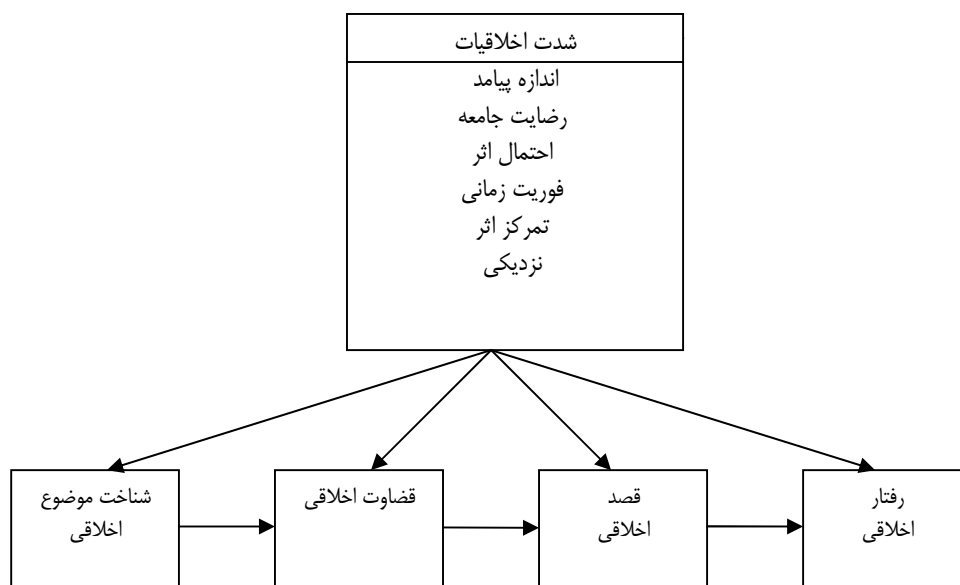 شدت اخلاقیات
اندازه پیامد
رضایت جامعه
احتمال اثر
فوریت زمانی
تمرکز اثر
نزدیکی
شناخت موضوع
اخلاقی
قضاوت اخلاقی
قصد
اخلاقی
رفتار
اخلاقی